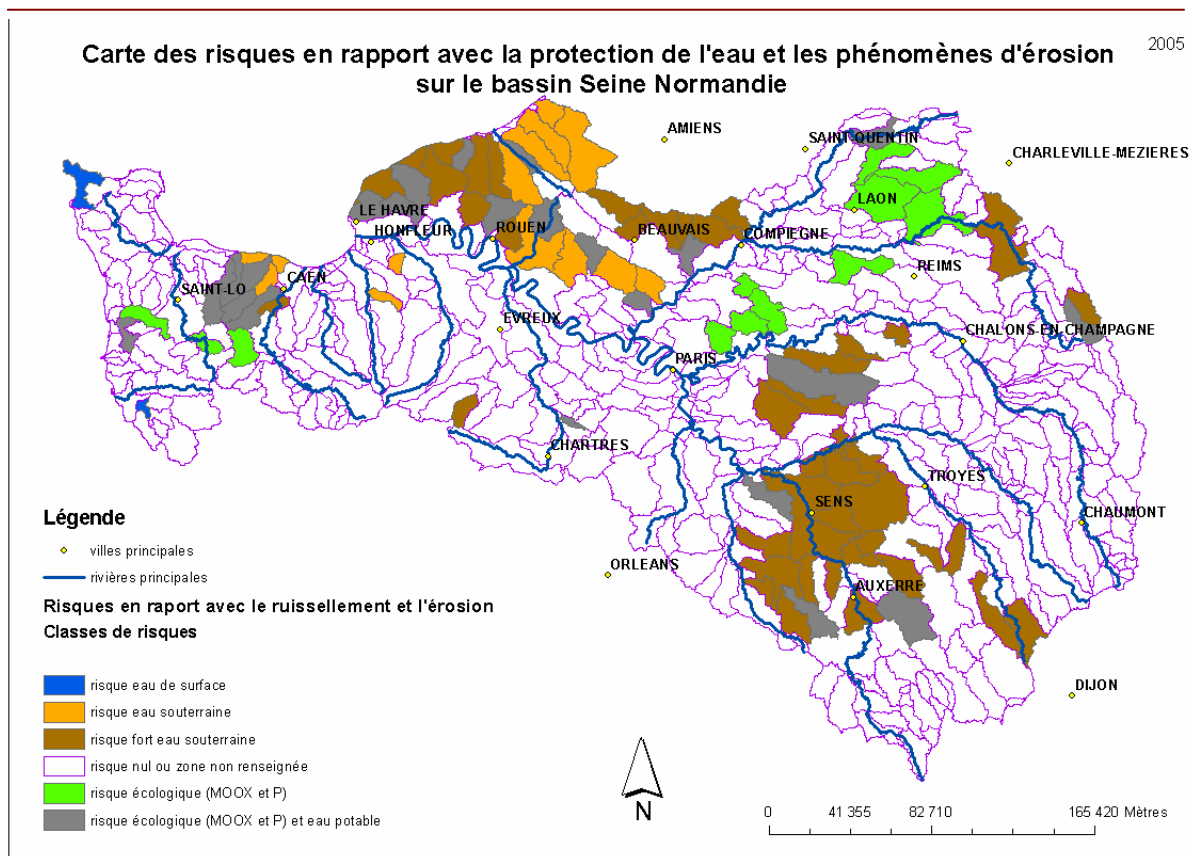 2005
Carte des risques en rapport avec la protection de l'eau et les phénomènes d'érosion
sur le bassin Seine Normandie
AMIENS
SAINT-QUENTIN
CHARLEVILLE-MEZIERES
LAON
LE HAVRE
HONFLEUR
ROUEN
BEAUVAIS
COMPIEGNE
REIMS
CAEN
SAINT-LO
EVREUX
CHALONS-EN-CHAMPAGNE
PARIS
CHARTRES
TROYES
SENS
CHAUMONT
ORLEANS
AUXERRE
DIJON
Légende
villes principales
rivières principales
Risques en raport avec le ruissellement et l'érosion
Classes de risques
risque eau de surface
risque eau souterraine
risque fort eau souterraine
risque nul ou zone non renseignée
risque écologique (MOOX et P)
risque écologique (MOOX et P) et eau potable
N
0 41 355 82 710 165 420 Mètres